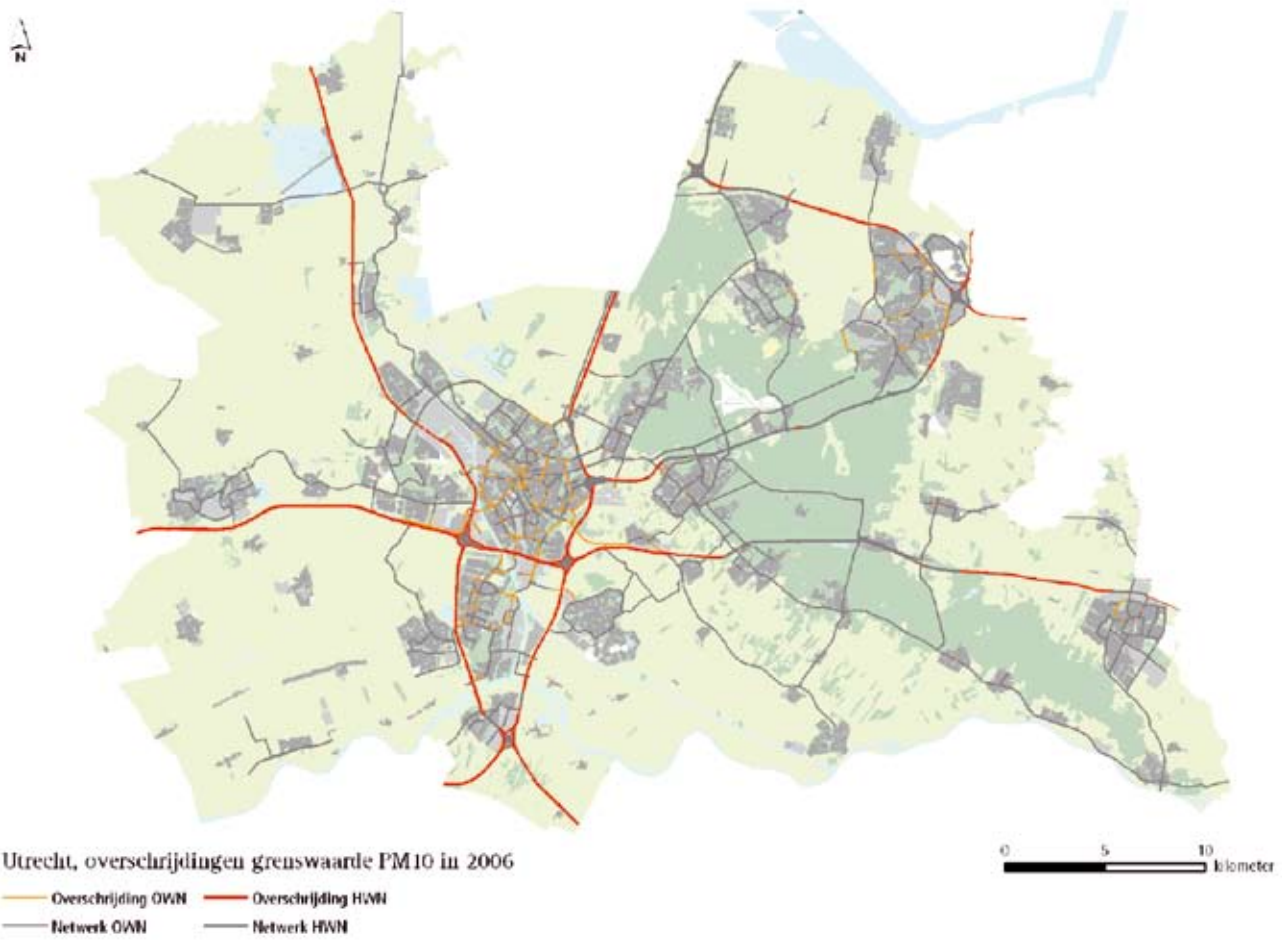 N
Utrecht, overschrijdingen grenswaarde PM10 in 2006
0 5 10 kilometer
Overschrijding OWN Overschrijding HWN
Netwerk OWN Netwerk HWN